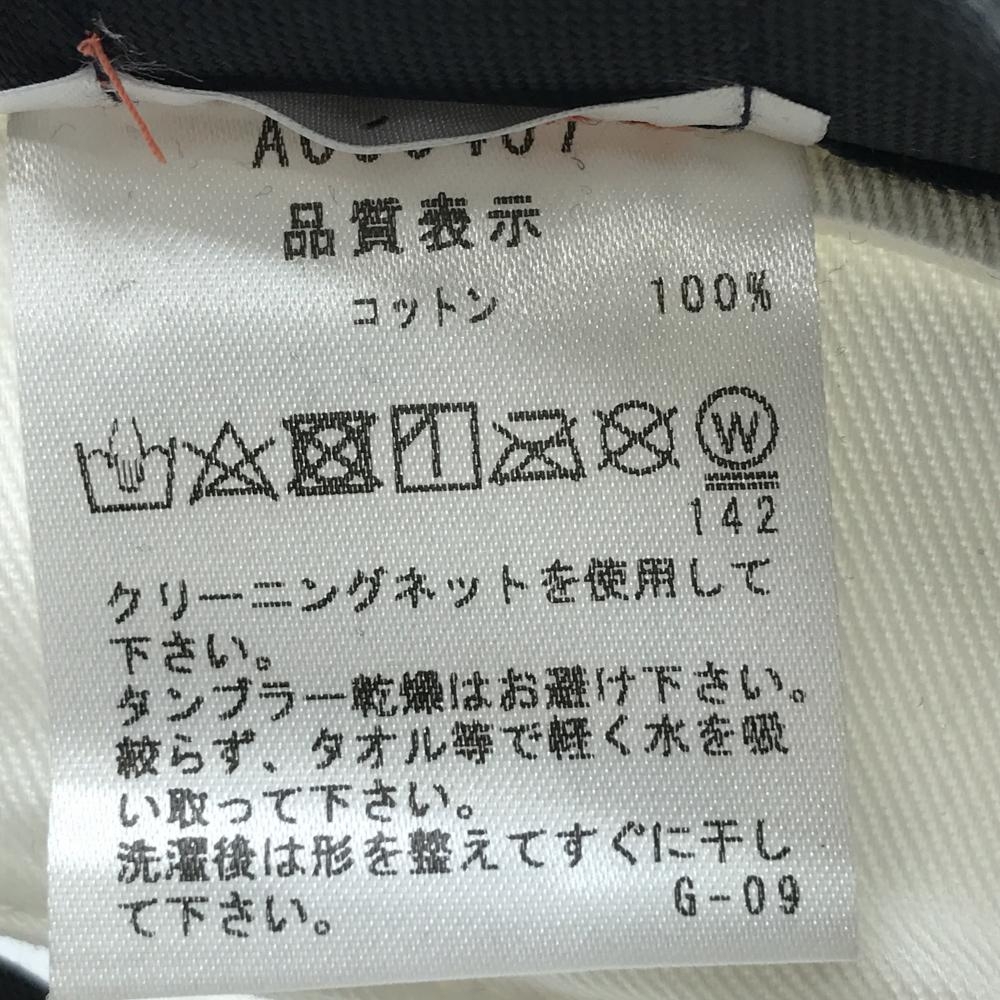 品質表示
コットン 100%
W
142
クリーニングネットを使用して
下さい。
タンブラー乾燥はお避け下さい。
絞らず、タオル等で軽く水を吸
い取って下さい。
洗濯後は形を整えてすぐに干し
て下さい。 G-09